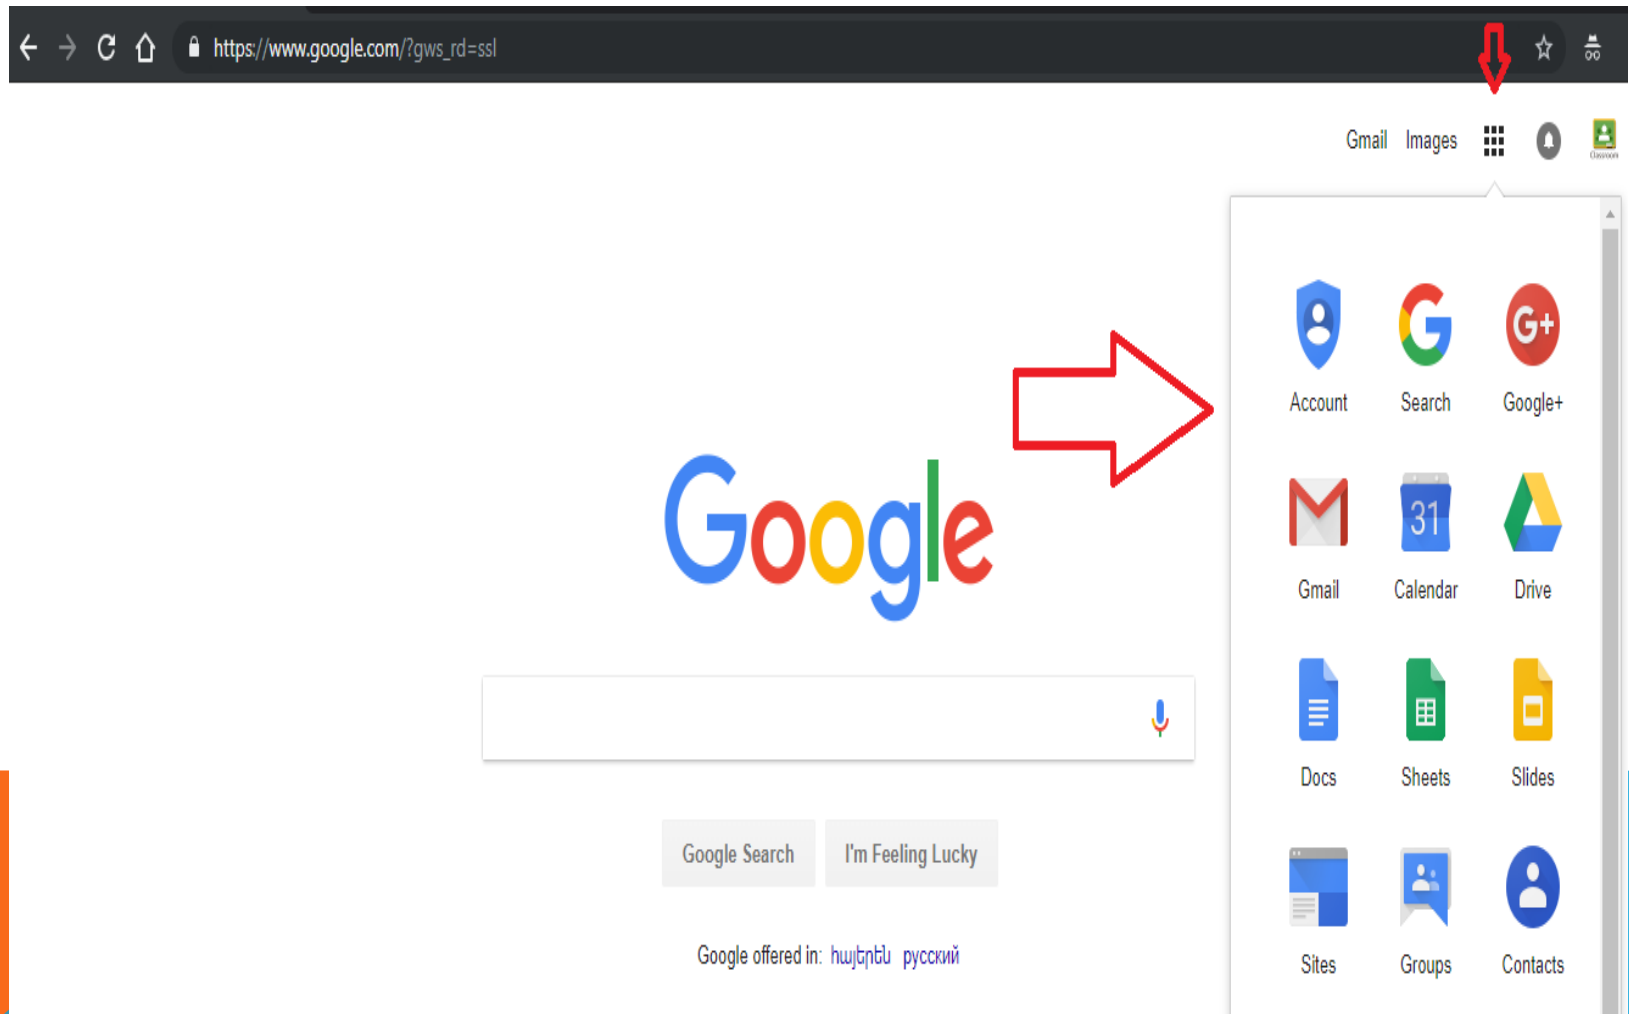 https://www.google.com/?gws_rd=ssl
Gmail Images
Classroom
Account Search G+ Google+
Gmail 31 Calendar Drive
Google
Docs Sheets Slides
Google Search I'm Feeling Lucky
Sites Groups Contacts
Google offered in: հայերեն русский